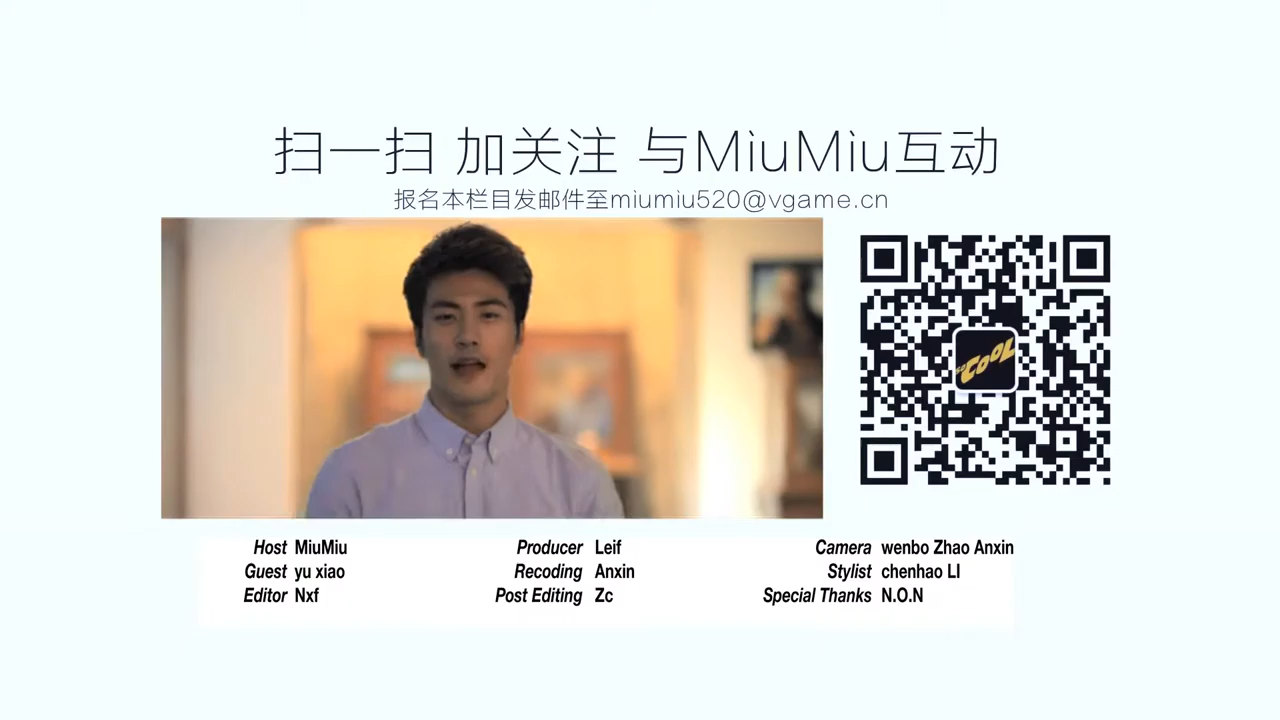 扫一扫 加关注 与MiuMiu互动
报名本栏目发邮件至miumiu520@vgame.cn
SO COOL
Host MiuMiu
Guest yu xiao
Editor Nxf
Producer Leif
Recoding Anxin
Post Editing Zc
Camera wenbo Zhao Anxin
Stylist chenhao LI
Special Thanks N.O.N